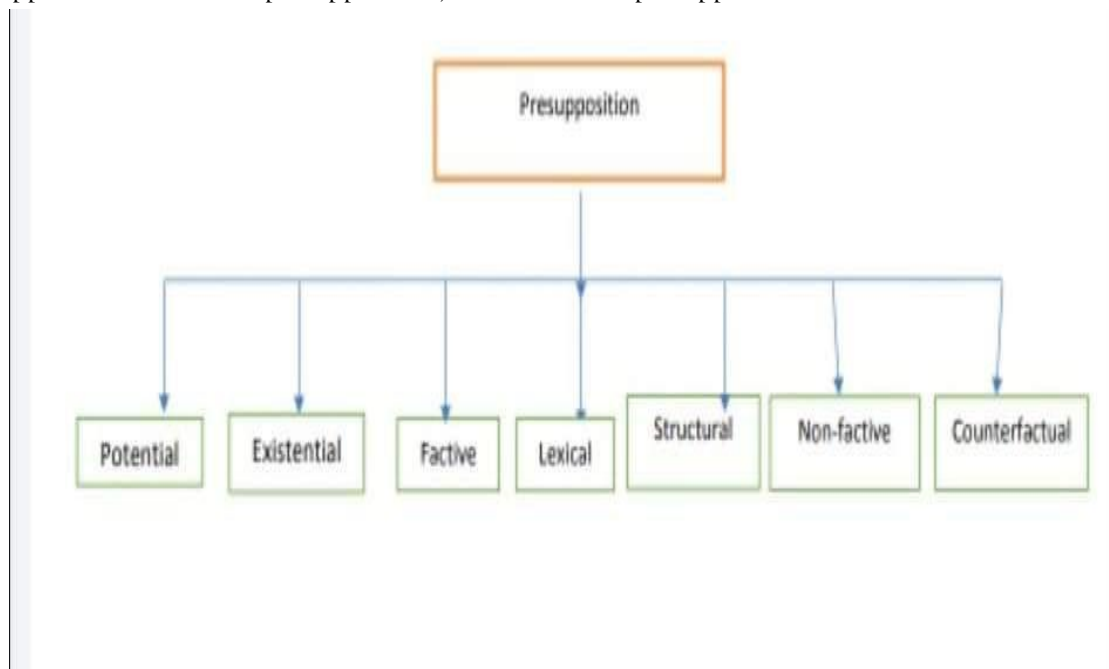 Presupposition
Potential
Existential
Factive
Lexical
Structural
Non-factive
Counterfactual